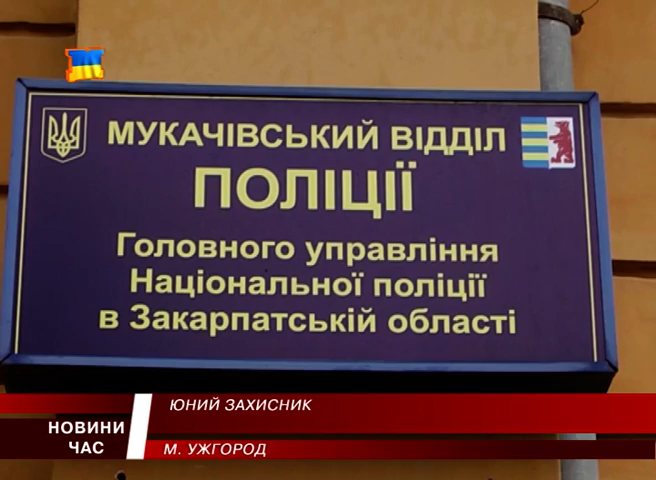 МУКАЧІВСЬКИЙ ВІДДІЛ
ПОЛІЦІЇ
Головного управління
Національної поліції
в Закарпатській області
ЮНИЙ ЗАХИСНИК
НОВИНИ
ЧАС
М. УЖГОРОД